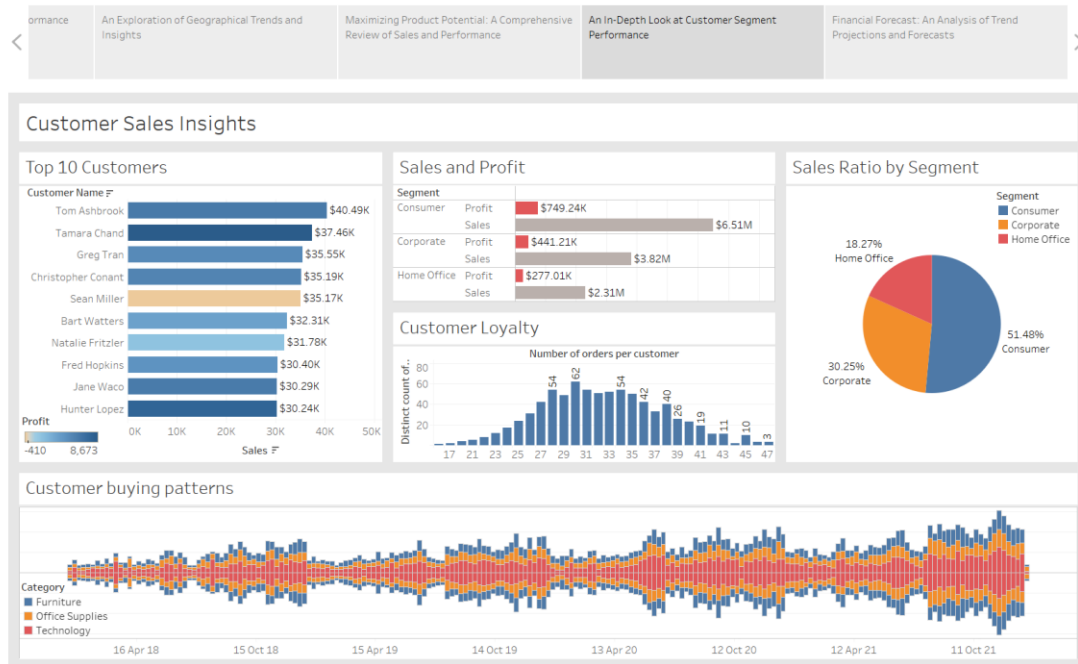 ormance
An Exploration of Geographical Trends and
Insights
Maximizing Product Potential: A Comprehensive
Review of Sales and Performance
An In-Depth Look at Customer Segment
Performance
Financial Forecast: An Analysis of Trend
Projections and Forecasts
Customer Sales Insights
Top 10 Customers
Customer Name
Tom Ashbrook $40.49K
Tamara Chand $37.46K
Greg Tran $35.55K
Christopher Conant $35.19K
Sean Miller $35.17K
Bart Watters $32.31K
Natalie Fritzler $31.78K
Fred Hopkins $30.40K
Jane Waco $30.29K
Hunter Lopez $30.24K
Profit
-410 8,673
0K 10K 20K 30K 40K 50K
Sales
Sales and Profit
Segment
Consumer Profit $749.24K
Sales $6.51M
Corporate Profit $441.21K
Sales $3.82M
Home Office Profit $277.01K
Sales $2.31M
Customer Loyalty
Number of orders per customer
Distinct count of..
80
60
40
20
54 62 54 42 40 26 19 11 10 3
17 21 23 25 27 29 31 33 35 37 39 41 43 45 47
Sales Ratio by Segment
Segment
Consumer
Corporate
Home Office
18.27%
Home Office
51.48%
Consumer
30.25%
Corporate
Customer buying patterns
Category
Furniture
Office Supplies
Technology
16 Apr 18 15 Oct 18 15 Apr 19 14 Oct 19 13 Apr 20 12 Oct 20 12 Apr 21 11 Oct 21